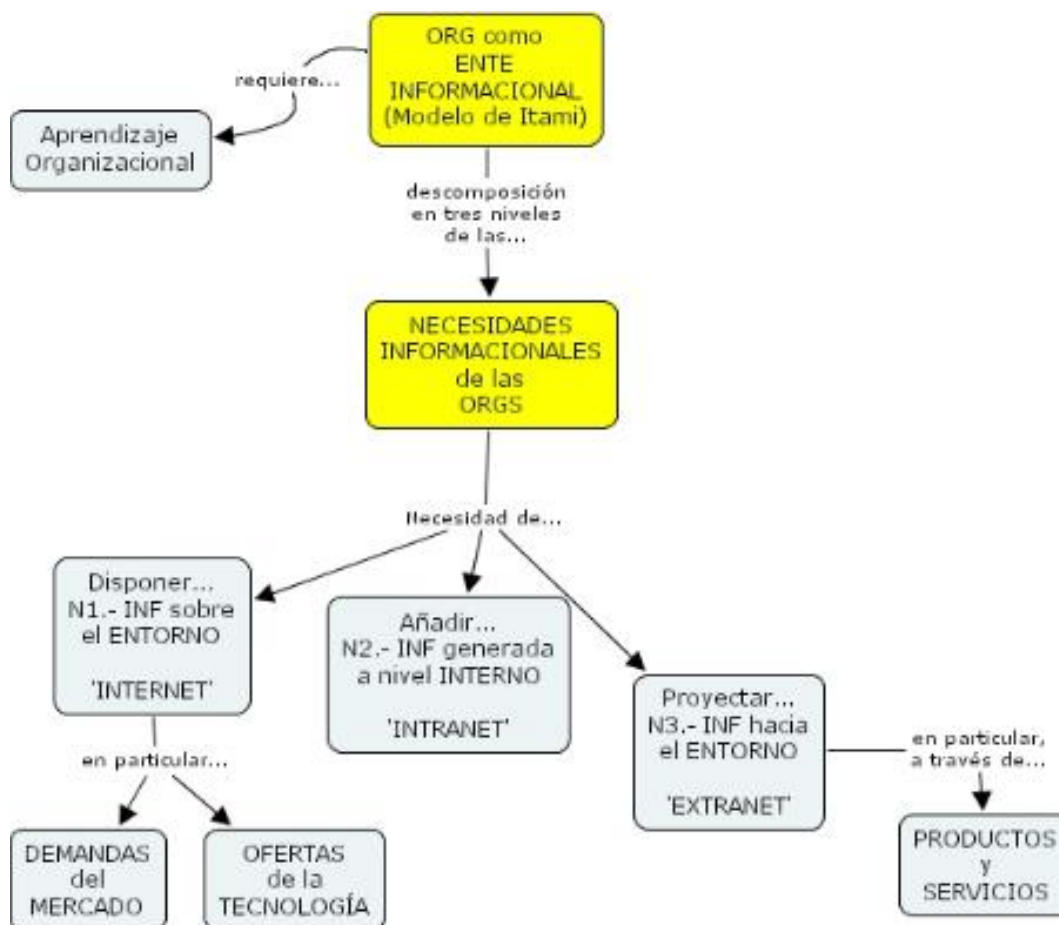 ORG como
ENTE
INFORMACIONAL
(Modelo de Itami)
requiere...
Aprendizaje
Organizacional
descomposición
en tres niveles
de las...
NECESIDADES
INFORMACIONALES
de las
ORGS
Necesidad de...
Disponer...
N1.- INF sobre
el ENTORNO
'INTERNET'
Añadir...
N2.- INF generada
a nivel INTERNO
'INTRANET'
Proyectar...
N3.- INF hacia
el ENTORNO
'EXTRANET'
en particular...
en particular,
a través de...
DEMANDAS
del
MERCADO
OFERTAS
de la
TECNOLOGÍA
PRODUCTOS
y
SERVICIOS